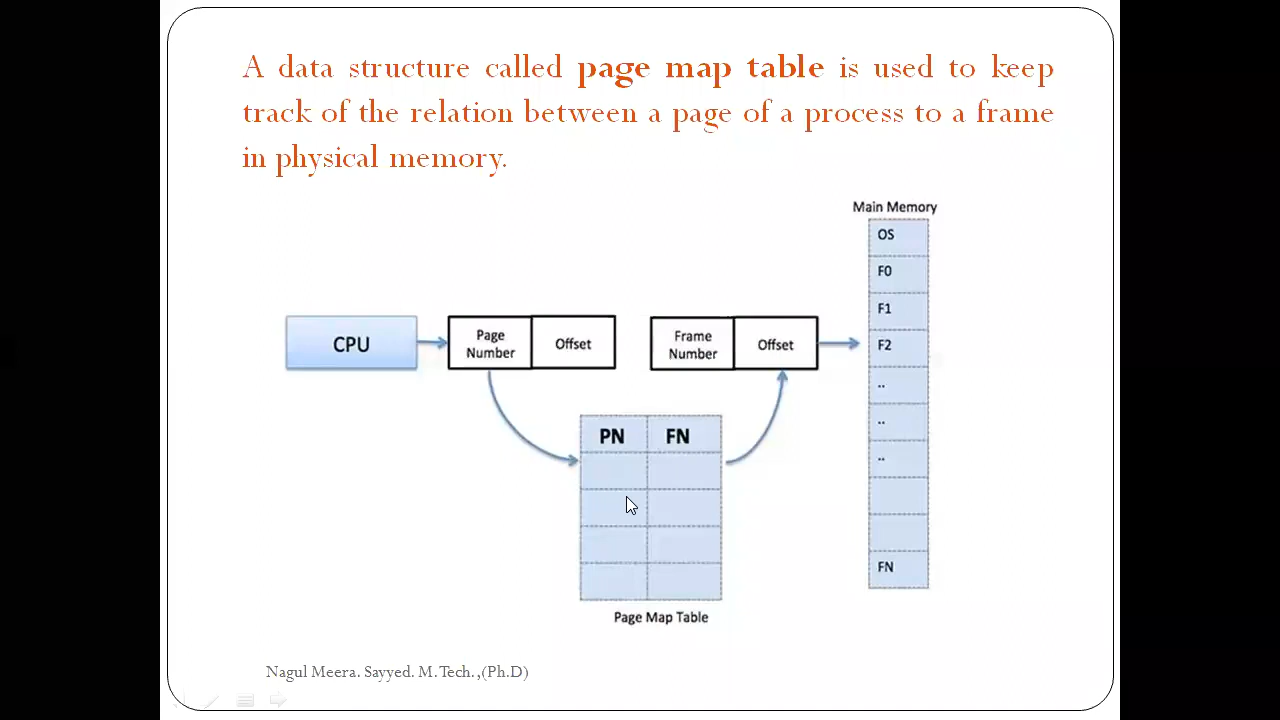 A data structure called page map table is used to keep
track of the relation between a page of a process to a frame
in physical memory.
Main Memory
OS
F0
F1
F2
..
..
..
FN
CPU
Page
Number
Offset
Frame
Number
Offset
PN FN
Page Map Table
Nagul Meera. Sayyed. M. Tech.,(Ph.D)